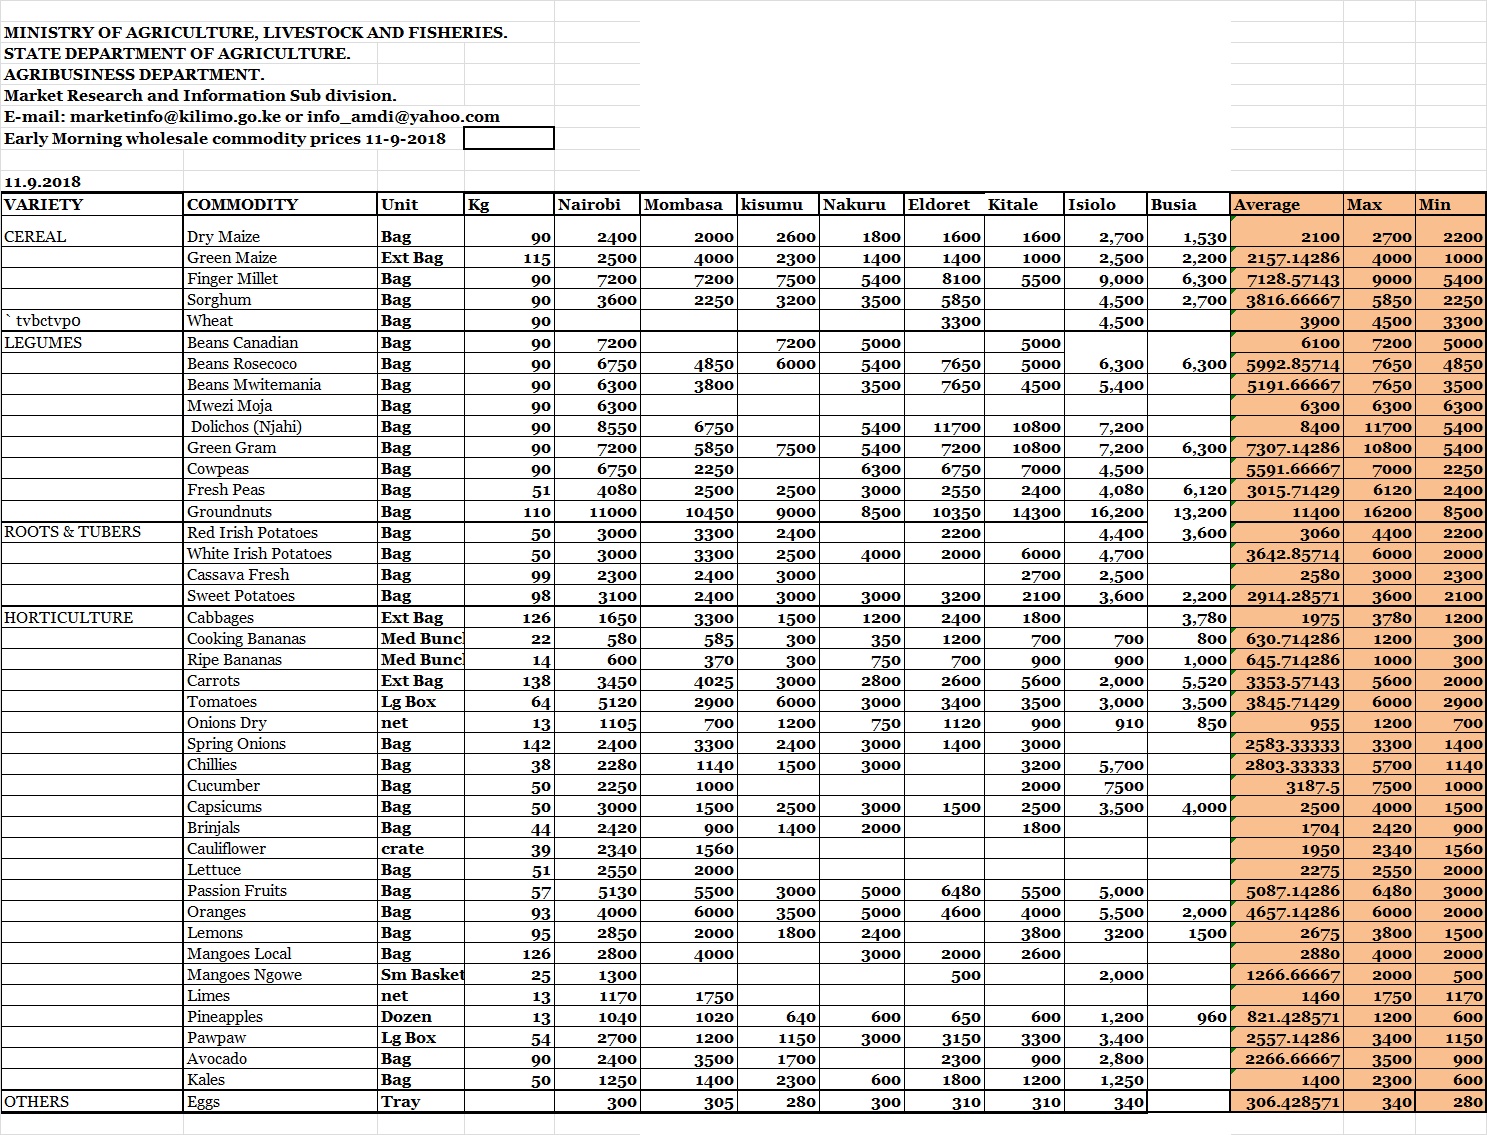 MINISTRY OF AGRICULTURE, LIVESTOCK AND FISHERIES.
STATE DEPARTMENT OF AGRICULTURE.
AGRIBUSINESS DEPARTMENT.
Market Research and Information Sub division.
E-mail: marketinfo@kilimo.go.ke or info_amdi@yahoo.com
Early Morning wholesale commodity prices 11-9-2018
11.9.2018
VARIETY COMMODITY Unit Kg Nairobi Mombasa kisumu Nakuru Eldoret Kitale Isiolo Busia Average Max Min
CEREAL Dry Maize Bag 90 2400 2000 2600 1800 1600 1600 2,700 1,530 2100 2700 2200
Green Maize Ext Bag 115 2500 4000 2300 1400 1400 1000 2,500 2,200 2157.14286 4000 1000
Finger Millet Bag 90 7200 7200 7500 5400 8100 5500 9,000 6,300 7128.57143 9000 5400
Sorghum Bag 90 3600 2250 3200 3500 5850 4,500 2,700 3816.66667 5850 2250
` tvbctvp0 Wheat Bag 90 3300 4,500 3900 4500 3300
LEGUMES Beans Canadian Bag 90 7200 7200 5000 5000 6100 7200 5000
Beans Rosecoco Bag 90 6750 4850 6000 5400 7650 5000 6,300 6,300 5992.85714 7650 4850
Beans Mwitemania Bag 90 6300 3800 3500 7650 4500 5,400 5191.66667 7650 3500
Mwezi Moja Bag 90 6300 6300 6300 6300
Dolichos (Njahi) Bag 90 8550 6750 5400 11700 10800 7,200 8400 11700 5400
Green Gram Bag 90 7200 5850 7500 5400 7200 10800 7,200 6,300 7307.14286 10800 5400
Cowpeas Bag 90 6750 2250 6300 6750 7000 4,500 5591.66667 7000 2250
Fresh Peas Bag 51 4080 2500 2500 3000 2550 2400 4,080 6,120 3015.71429 6120 2400
Groundnuts Bag 110 11000 10450 9000 8500 10350 14300 16,200 13,200 11400 16200 8500
ROOTS & TUBERS Red Irish Potatoes Bag 50 3000 3300 2400 2200 4,400 3,600 3060 4400 2200
White Irish Potatoes Bag 50 3000 3300 2500 4000 2000 6000 4,700 3642.85714 6000 2000
Cassava Fresh Bag 99 2300 2400 3000 2700 2,500 2580 3000 2300
Sweet Potatoes Bag 98 3100 2400 3000 3000 3200 2100 3,600 2,200 2914.28571 3600 2100
HORTICULTURE Cabbages Ext Bag 126 1650 3300 1500 1200 2400 1800 3,780 1975 3780 1200
Cooking Bananas Med Bunc 22 580 585 300 350 1200 700 700 800 630.714286 1200 300
Ripe Bananas Med Bunc 14 600 370 300 750 700 900 900 1,000 645.714286 1000 300
Carrots Ext Bag 138 3450 4025 3000 2800 2600 5600 2,000 5,520 3353.57143 5600 2000
Tomatoes Lg Box 64 5120 2900 6000 3000 3400 3500 3,000 3,500 3845.71429 6000 2900
Onions Dry net 13 1105 700 1200 750 1120 900 910 850 955 1200 700
Spring Onions Bag 142 2400 3300 2400 3000 1400 3000 2583.33333 3300 1400
Chillies Bag 38 2280 1140 1500 3000 3200 5,700 2803.33333 5700 1140
Cucumber Bag 50 2250 1000 2000 7500 3187.5 7500 1000
Capsicums Bag 50 3000 1500 2500 3000 1500 2500 3,500 4,000 2500 4000 1500
Brinjals Bag 44 2420 900 1400 2000 1800 1704 2420 900
Cauliflower crate 39 2340 1560 1950 2340 1560
Lettuce Bag 51 2550 2000 2275 2550 2000
Passion Fruits Bag 57 5130 5500 3000 5000 6480 5500 5,000 5087.14286 6480 3000
Oranges Bag 93 4000 6000 3500 5000 4600 4000 5,500 2,000 4657.14286 6000 2000
Lemons Bag 95 2850 2000 1800 2400 3800 3200 1500 2675 3800 1500
Mangoes Local Bag 126 2800 4000 3000 2000 2600 2880 4000 2000
Mangoes Ngowe Sm Basket 25 1300 500 2,000 1266.66667 2000 500
Limes net 13 1170 1750 1460 1750 1170
Pineapples Dozen 13 1040 1020 640 600 650 600 1,200 960 821.428571 1200 600
Pawpaw Lg Box 54 2700 1200 1150 3000 3150 3300 3,400 2557.14286 3400 1150
Avocado Bag 90 2400 3500 1700 2300 900 2,800 2266.66667 3500 900
Kales Bag 50 1250 1400 2300 600 1800 1200 1,250 1400 2300 600
OTHERS Eggs Tray 300 305 280 300 310 310 340 306.428571 340 280